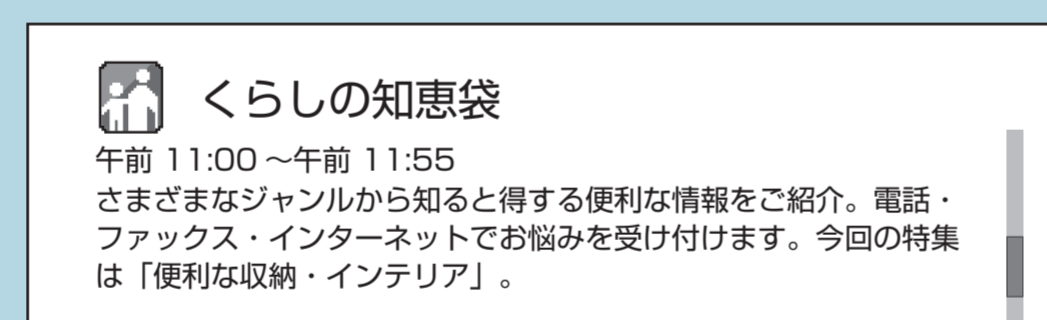 くらしの知恵袋
午前 11:00 ～午前 11:55
さまざまなジャンルから知ると得する便利な情報をご紹介。電話・
ファックス・インターネットでお悩みを受け付けます。今回の特集
は「便利な収納・インテリア」。